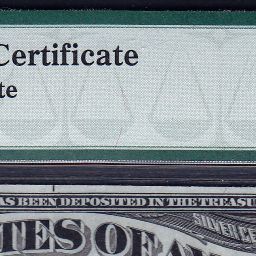 Certificate
te
AS BEEN DEPOSITED IN THE TREASU
SILVER CE
TES OF A